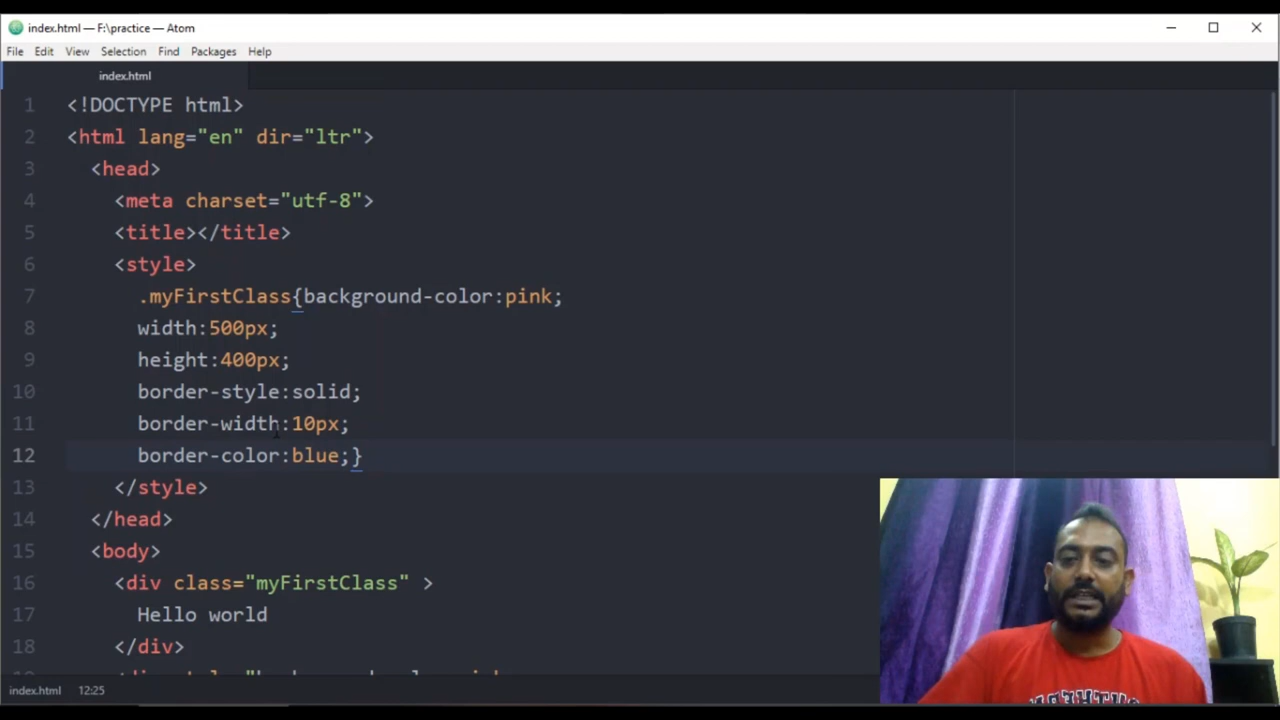 index.html — F:\practice — Atom
File Edit View Selection Find Packages Help
index.html
1 <!DOCTYPE html>
2 <html lang="en" dir="ltr">
3 <head>
4 <meta charset="utf-8">
5 <title></title>
6 <style>
7 .myFirstClass{background-color:pink;
8 width:500px;
9 height:400px;
10 border-style:solid;
11 border-width:10px;
12 border-color:blue;}
13 </style>
14 </head>
15 <body>
16 <div class="myFirstClass" >
17 Hello world
18 </div>
index.html 12:25